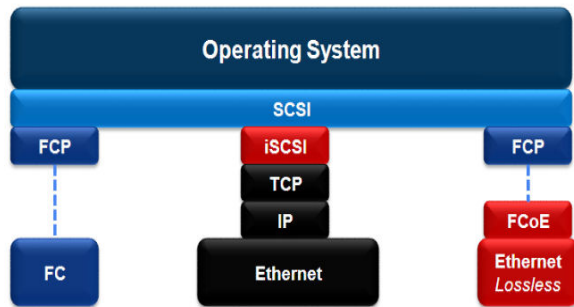 Operating System
SCSI
FCP
iSCSI
FCP
TCP
IP
FCoE
FC
Ethernet
Ethernet
Lossless